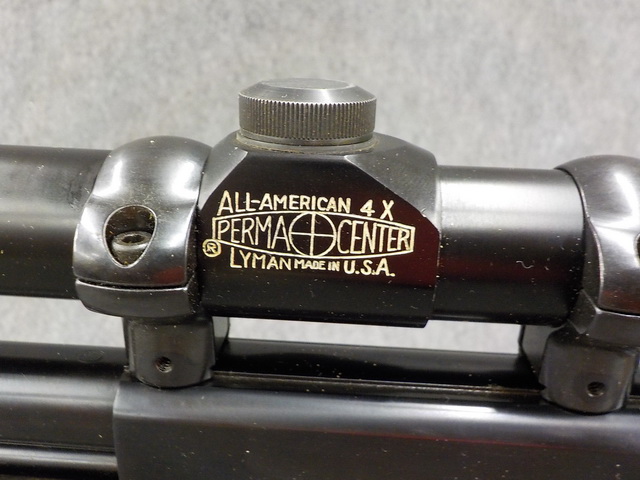 ALL-AMERICAN 4 X
PERMA CENTER
®
LYMAN MADE IN U.S.A.